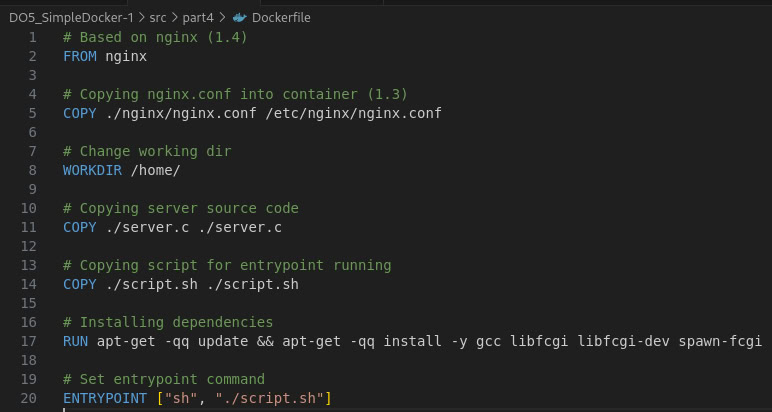 DO5_SimpleDocker-1 > src > part4 > Dockerfile
1 # Based on nginx (1.4)
2 FROM nginx
3
4 # Copying nginx.conf into container (1.3)
5 COPY ./nginx/nginx.conf /etc/nginx/nginx.conf
6
7 # Change working dir
8 WORKDIR /home/
9
10 # Copying server source code
11 COPY ./server.c ./server.c
12
13 # Copying script for entrypoint running
14 COPY ./script.sh ./script.sh
15
16 # Installing dependencies
17 RUN apt-get -qq update && apt-get -qq install -y gcc libfcgi libfcgi-dev spawn-fcgi
18
19 # Set entrypoint command
20 ENTRYPOINT ["sh", "./script.sh"]